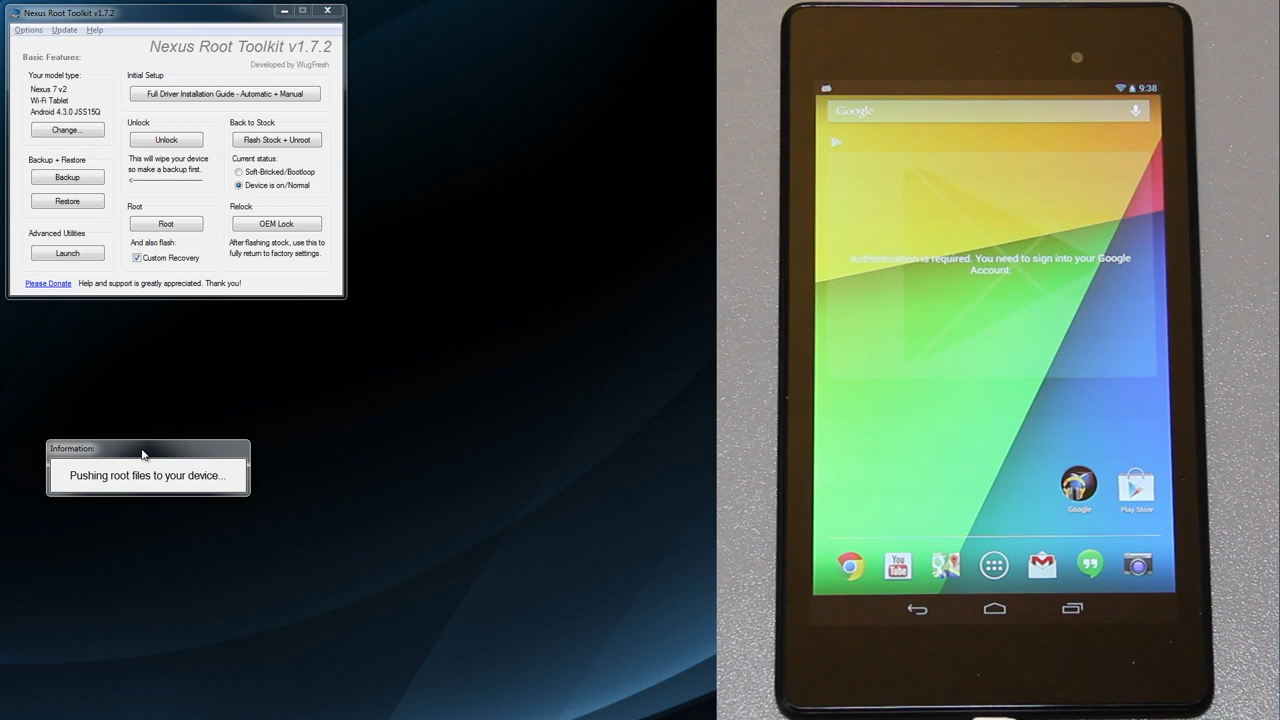 Nexus Root Toolkit v1.7.2
Options Update Help
Nexus Root Toolkit v1.7.2
Developed by WugFresh
Basic Features:
Your model type:
Nexus 7 v2
Wi-Fi Tablet
Android 4.3.0 JSS15Q
Change...
Backup + Restore
Backup
Restore
Advanced Utilities
Launch
Initial Setup
Full Driver Installation Guide - Automatic + Manual
Unlock
Unlock
This will wipe your device
so make a backup first.
<--------------------
Root
Root
And also flash:
Custom Recovery
Back to Stock
Flash Stock + Unroot
Current status:
Soft-Bricked/Bootloop
Device is on/Normal
Relock
OEM Lock
After flashing stock, use this to
fully return to factory settings.
Please Donate Help and support is greatly appreciated. Thank you!
Information:
Pushing root files to your device...
9:38
Google
Authentication is required. You need to sign into your Google
Account.
Google
Play Store
You
Tube